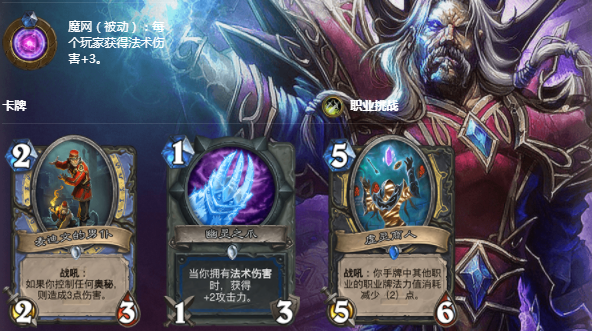 魔网（被动）：每
个玩家获得法术伤
害+3。
卡牌
职业挑战
2
麦迪文的男仆
战吼：
如果你控制任何奥秘，
则造成3点伤害。
2
3
1
幽灵之爪
当你拥有法术伤害
时，获得
+2攻击力。
1
3
5
虚灵商人
战吼：你手牌中其他职
业的职业牌法力值消耗
减少（2）点。
5
6